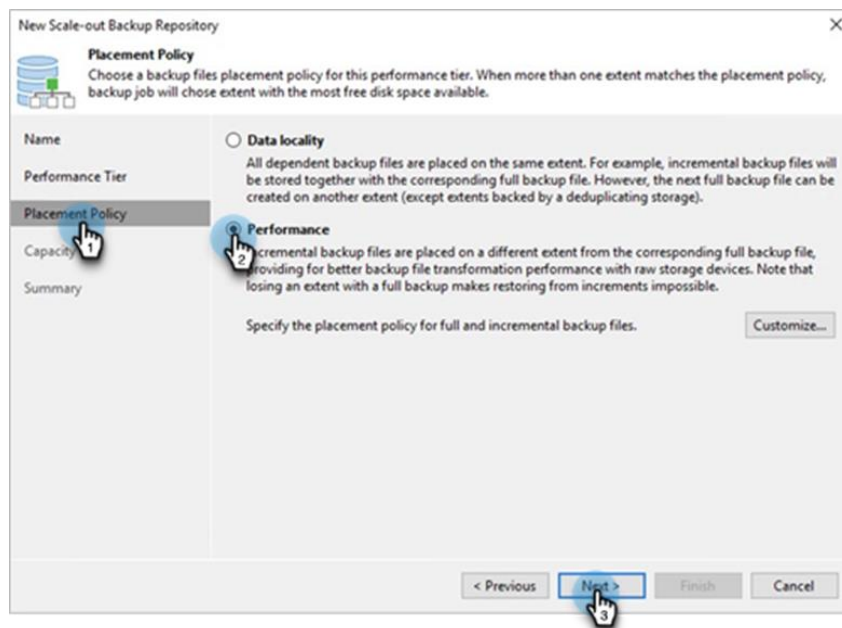 New Scale-out Backup Repository
Placement Policy
Choose a backup files placement policy for this performance tier. When more than one extent matches the placement policy,
backup job will chose extent with the most free disk space available.
Name
Performance Tier
Placement Policy
Capacity
Summary
Data locality
All dependent backup files are placed on the same extent. For example, incremental backup files will
be stored together with the corresponding full backup file. However, the next full backup file can be
created on another extent (except extents backed by a deduplicating storage).
Performance
Incremental backup files are placed on a different extent from the corresponding full backup file,
providing for better backup file transformation performance with raw storage devices. Note that
losing an extent with a full backup makes restoring from increments impossible.
Specify the placement policy for full and incremental backup files.
Customize...
< Previous
Next >
Finish
Cancel
1
2
3